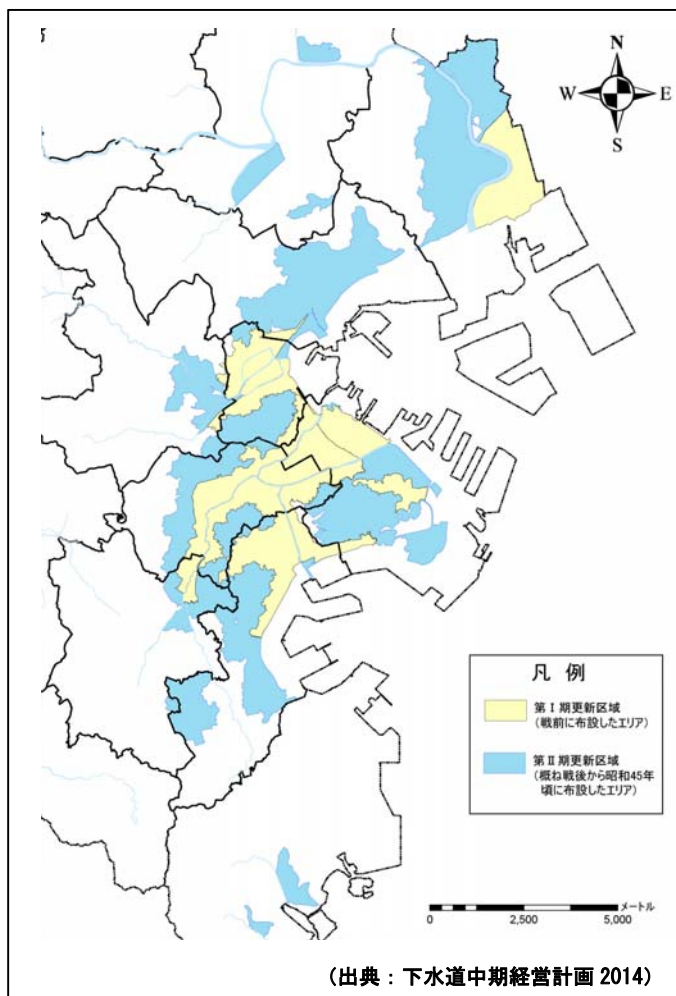 N
W E
S
凡 例
第Ⅰ期更新区域
(戦前に布設したエリア)
第Ⅱ期更新区域
(概ね戦後から昭和45年
頃に布設したエリア)
メートル
0 2,500 5,000
(出典:下水道中期経営計画 2014)